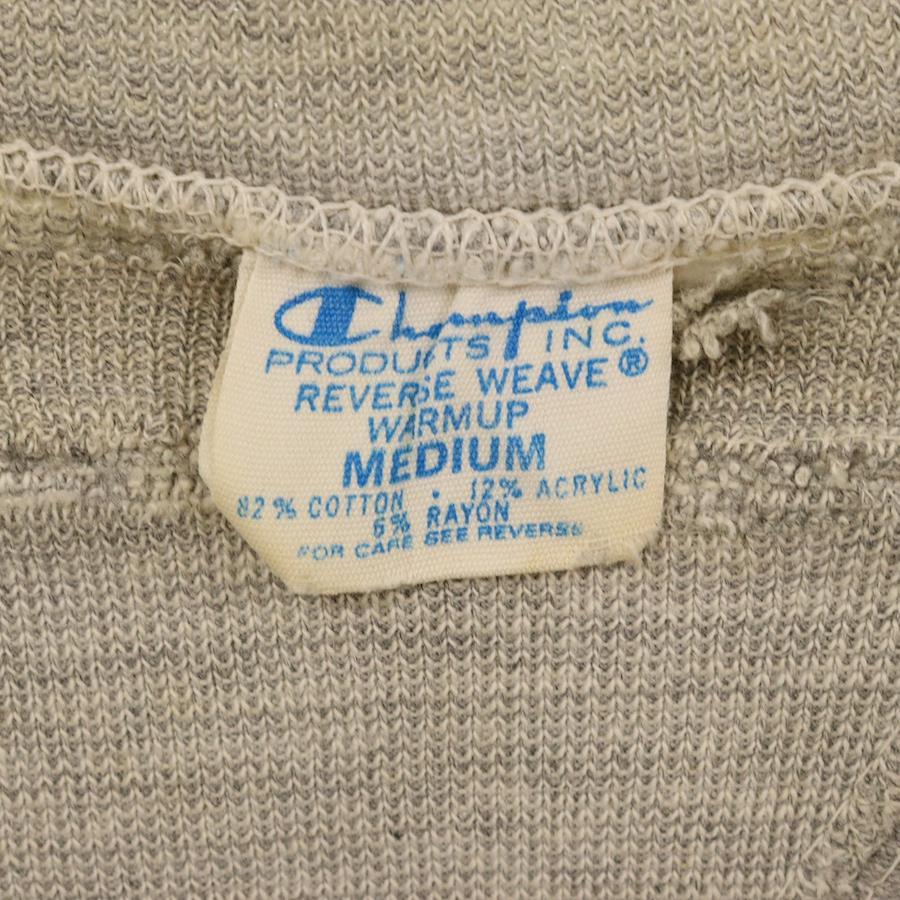 Champion
PRODUCTS INC.
REVERSE WEAVE®
WARMUP
MEDIUM
82% COTTON · 12% ACRYLIC
6% RAYON
FOR CARE SEE REVERSE